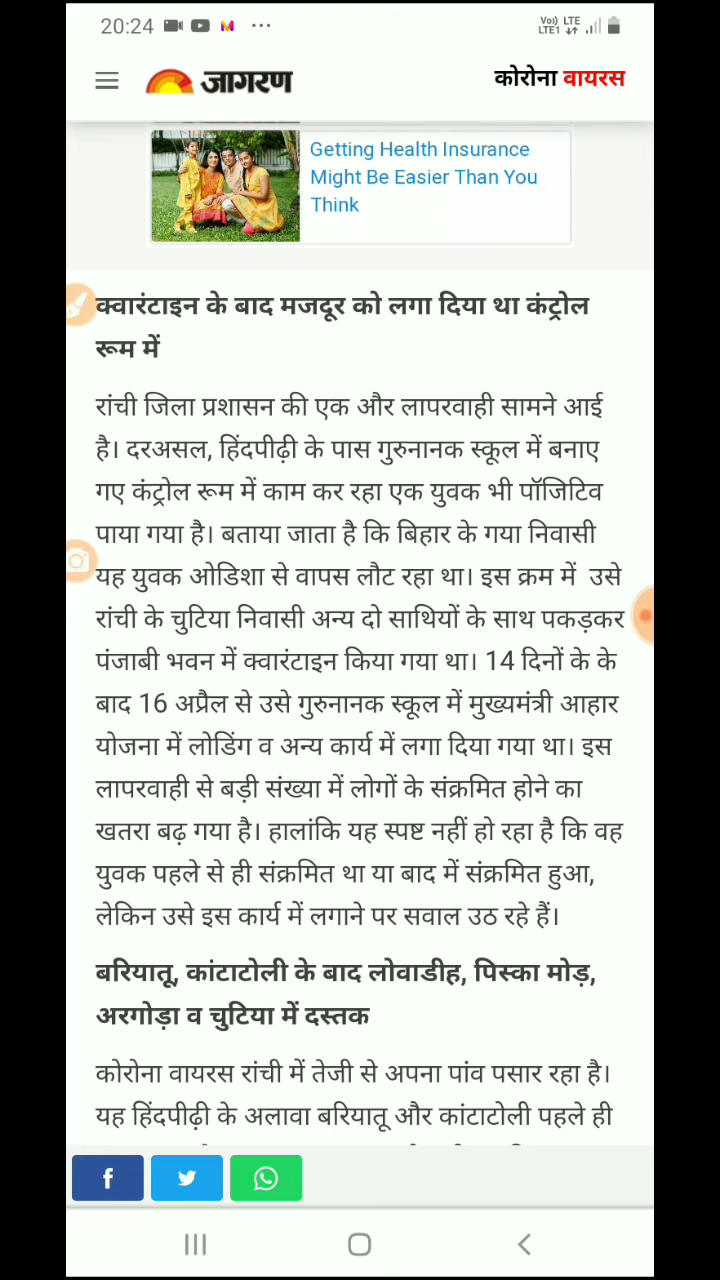 20:24
Vo) LTE
LTE1
जागरण
कोरोना वायरस
Getting Health Insurance
Might Be Easier Than You
Think
क्वारंटाइन के बाद मजदूर को लगा दिया था कंट्रोल
रूम में
रांची जिला प्रशासन की एक और लापरवाही सामने आई
है। दरअसल, हिंदपीढ़ी के पास गुरुनानक स्कूल में बनाए
गए कंट्रोल रूम में काम कर रहा एक युवक भी पॉजिटिव
पाया गया है। बताया जाता है कि बिहार के गया निवासी
यह युवक ओडिशा से वापस लौट रहा था। इस क्रम में उसे
रांची के चुटिया निवासी अन्य दो साथियों के साथ पकड़कर
पंजाबी भवन में क्वारंटाइन किया गया था। 14 दिनों के के
बाद 16 अप्रैल से उसे गुरुनानक स्कूल में मुख्यमंत्री आहार
योजना में लोडिंग व अन्य कार्य में लगा दिया गया था। इस
लापरवाही से बड़ी संख्या में लोगों के संक्रमित होने का
खतरा बढ़ गया है। हालांकि यह स्पष्ट नहीं हो रहा है कि वह
युवक पहले से ही संक्रमित था या बाद में संक्रमित हुआ,
लेकिन उसे इस कार्य में लगाने पर सवाल उठ रहे हैं।
बरियातू, कांटाटोली के बाद लोवाडीह, पिस्का मोड़,
अरगोड़ा व चुटिया में दस्तक
कोरोना वायरस रांची में तेजी से अपना पांव पसार रहा है।
यह हिंदपीढ़ी के अलावा बरियातू और कांटाटोली पहले ही